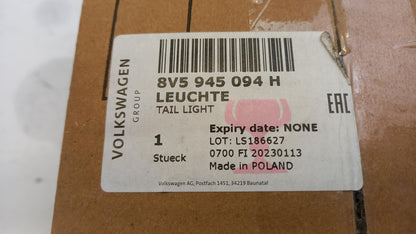 VOLKSWAGEN
GROUP
8V5 945 094 H
LEUCHTE
TAIL LIGHT
EAC
1
Stueck
Expiry date: NONE
LOT: LS186627
0700 FI 20230113
Made in POLAND
Volkswagen AG, Postfach 1451, 34219 Baunatal